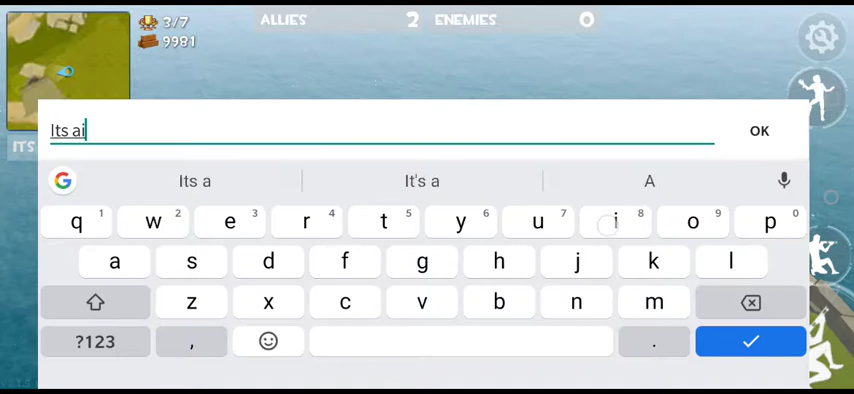 3/7
9981
ALLIES 2 ENEMIES 0
ITS
Its ai
OK
Its a It's a A
q 1 w 2 e 3 r 4 t 5 y 6 u 7 i 8 o 9 p 0
a s d f g h j k l
z x c v b n m
?123 , .